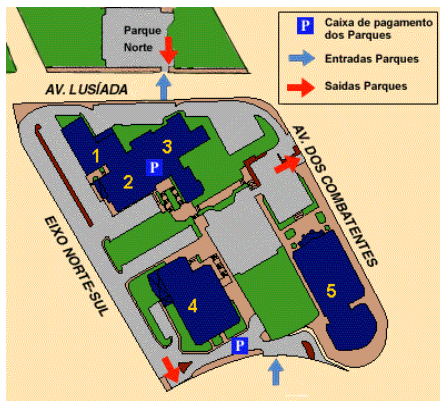 Parque
Norte
P Caixa de pagamento
dos Parques
Entradas Parques
Saidas Parques
AV. LUSÍADA
AV. DOS COMBATENTES
EIXO NORTE-SUL
1
2
3
P
4
5
P